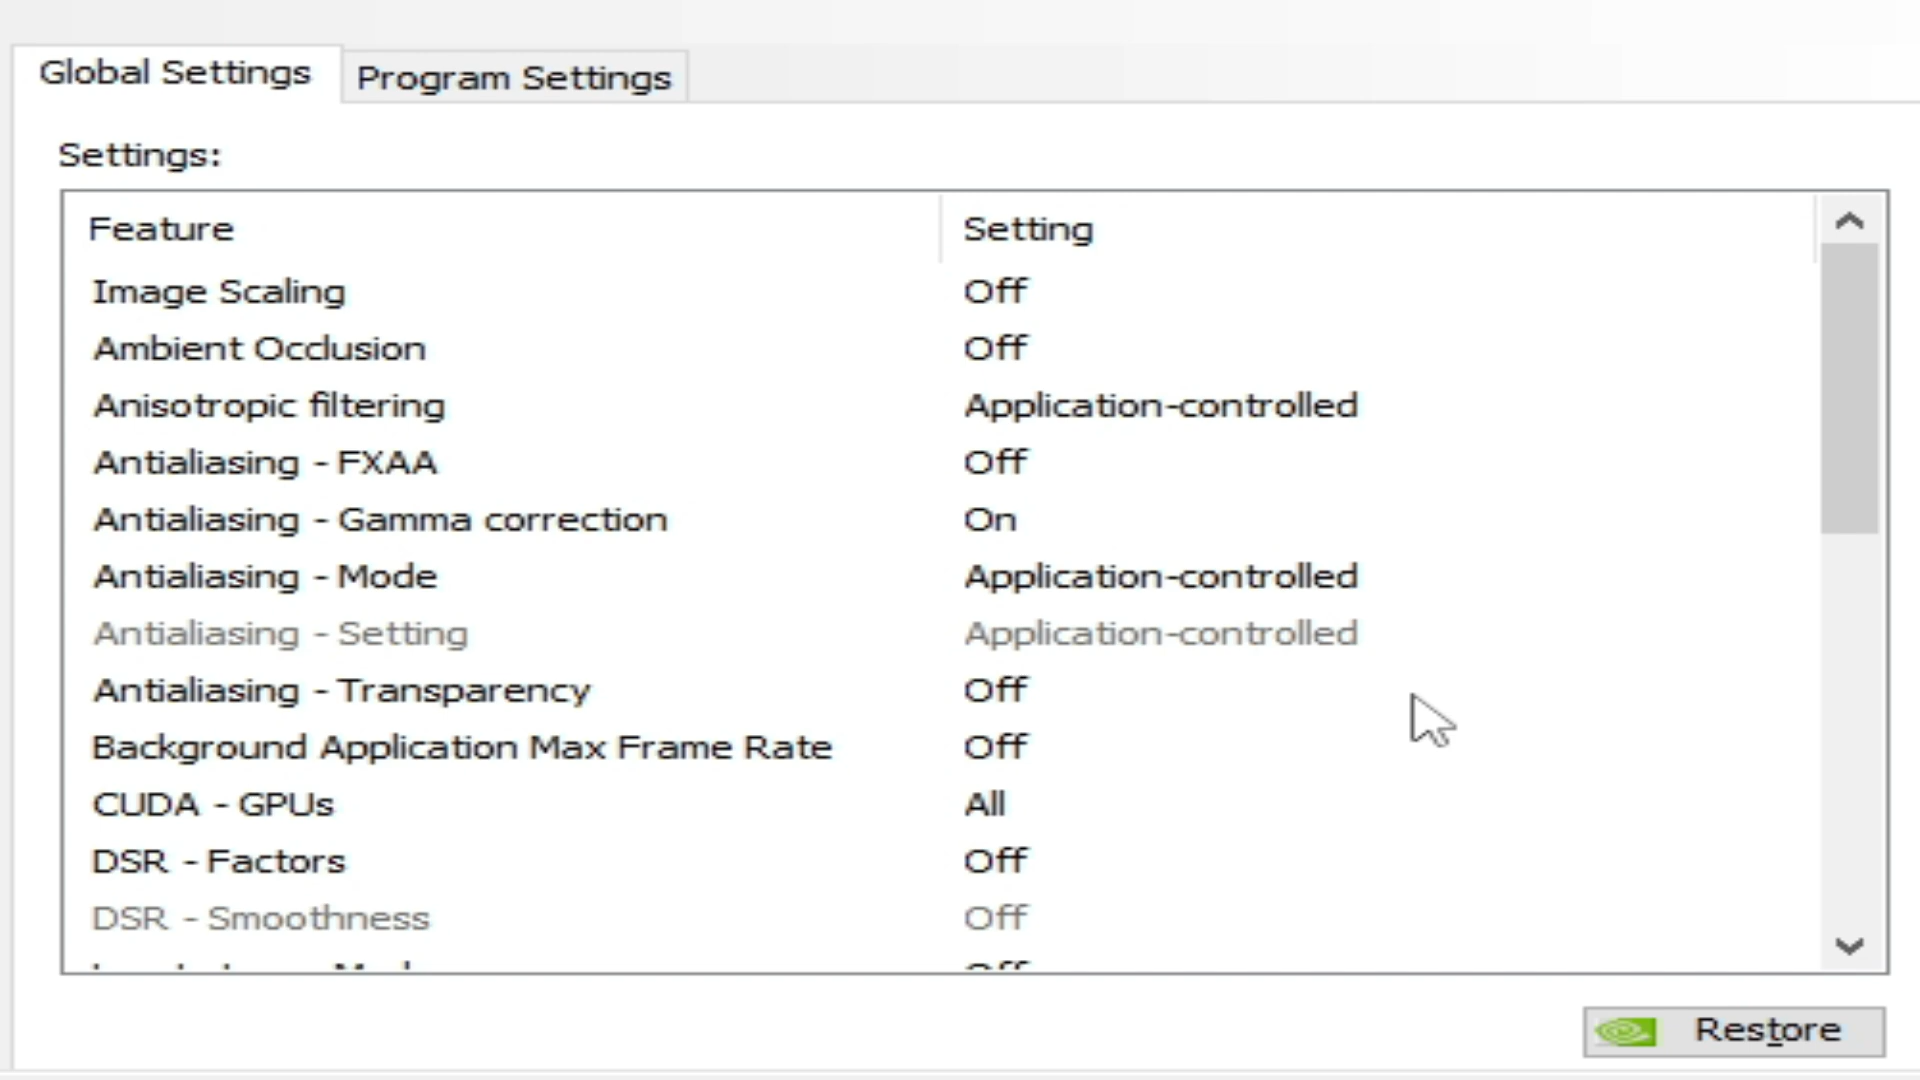 Global Settings
Program Settings
Settings:
Feature Setting
Image Scaling Off
Ambient Occlusion Off
Anisotropic filtering Application-controlled
Antialiasing - FXAA Off
Antialiasing - Gamma correction On
Antialiasing - Mode Application-controlled
Antialiasing - Setting Application-controlled
Antialiasing - Transparency Off
Background Application Max Frame Rate Off
CUDA - GPUs All
DSR - Factors Off
DSR - Smoothness Off
Restore